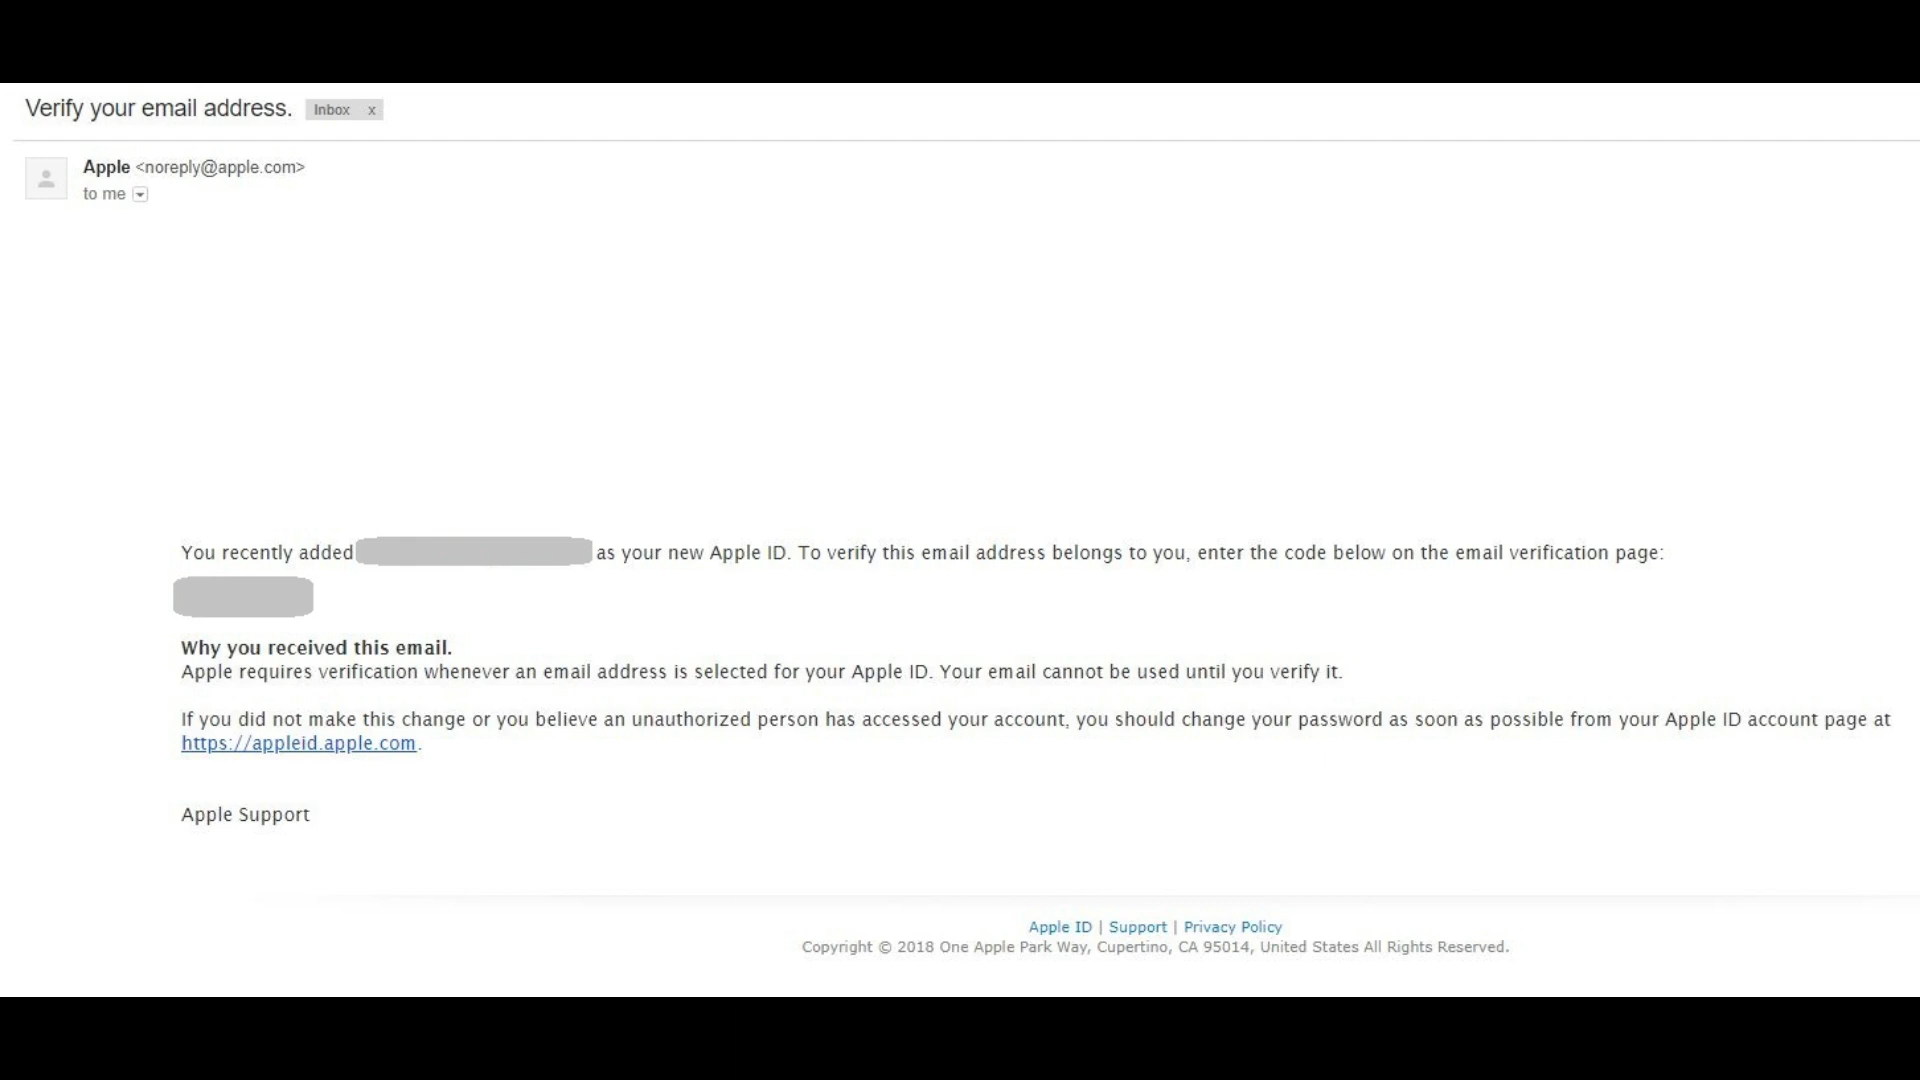 Verify your email address. Inbox x
Apple <noreply@apple.com>
to me
You recently added as your new Apple ID. To verify this email address belongs to you, enter the code below on the email verification page:
Why you received this email.
Apple requires verification whenever an email address is selected for your Apple ID. Your email cannot be used until you verify it.
If you did not make this change or you believe an unauthorized person has accessed your account, you should change your password as soon as possible from your Apple ID account page at
https://appleid.apple.com.
Apple Support
Apple ID | Support | Privacy Policy
Copyright © 2018 One Apple Park Way, Cupertino, CA 95014, United States All Rights Reserved.